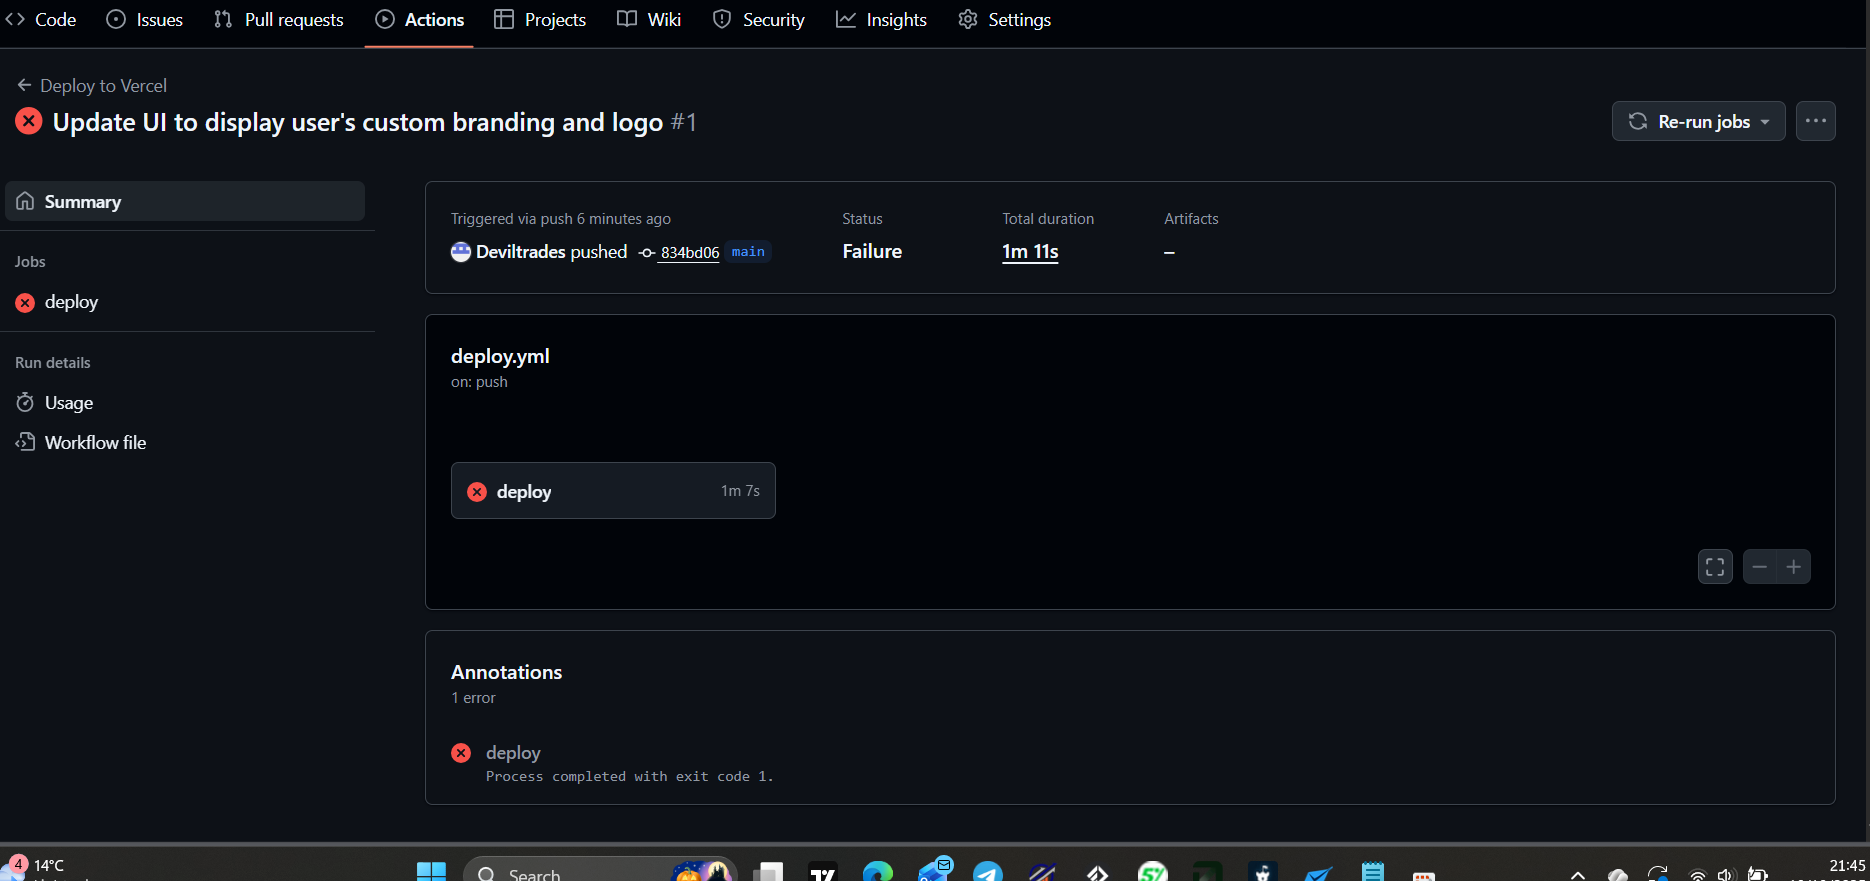 Code Issues Pull requests Actions Projects Wiki Security Insights Settings
Deploy to Vercel
Update UI to display user's custom branding and logo #1
Re-run jobs
Summary
Jobs
deploy
Run details
Usage
Workflow file
Triggered via push 6 minutes ago
Deviltrades pushed 834bd06 main
Status
Failure
Total duration
1m 11s
Artifacts
–
deploy.yml
on: push
deploy 1m 7s
Annotations
1 error
deploy
Process completed with exit code 1.
4 14°C
Search
21:45